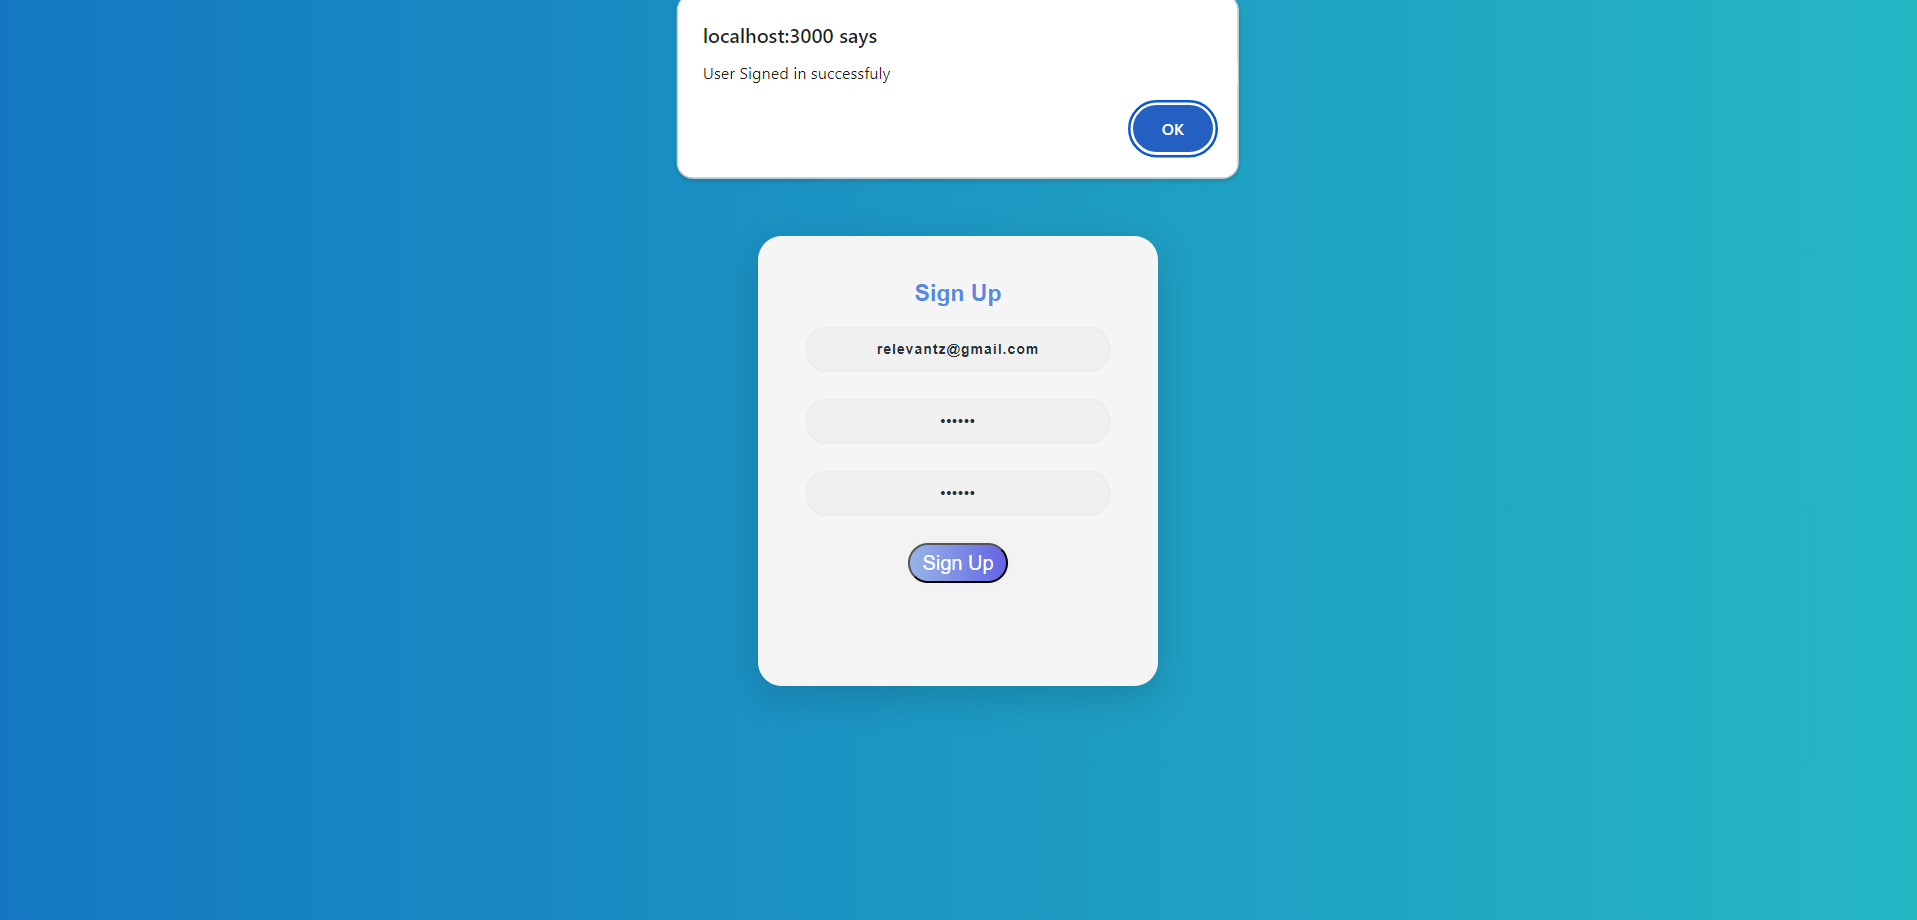 localhost:3000 says
User Signed in successfuly
OK
Sign Up
relevantz@gmail.com
••••••
••••••
Sign Up